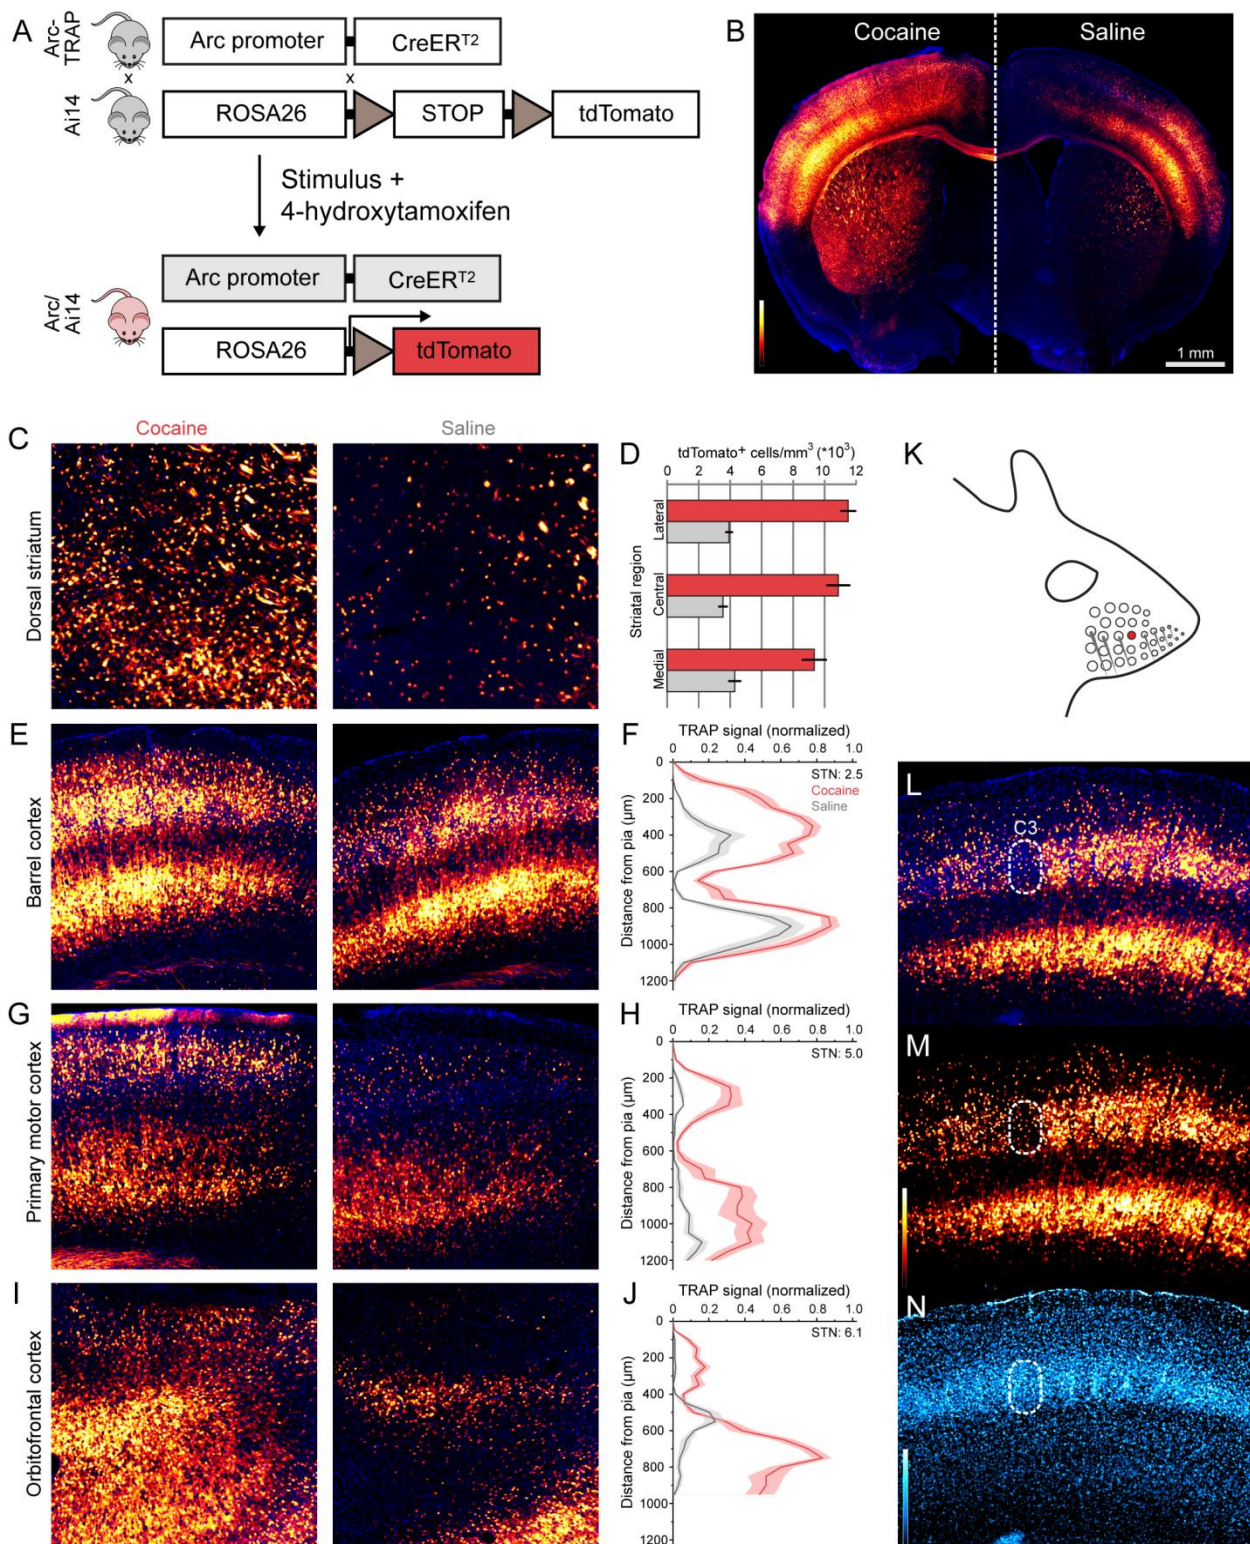 A
Arc-
TRAP
Arc promoter
CreERT2
x
x
Ai14
ROSA26
STOP
tdTomato
Stimulus +
4-hydroxytamoxifen
Arc/
Ai14
Arc promoter
CreERT2
ROSA26
tdTomato
B
Cocaine
Saline
1 mm
C
Cocaine
Saline
Dorsal striatum
D
tdTomato+ cells/mm3 (*103)
0 2 4 6 8 10 12
Striatal region
Lateral
Central
Medial
E
Barrel cortex
F
TRAP signal (normalized)
0 0.2 0.4 0.6 0.8 1.0
STN: 2.5
Cocaine
Saline
Distance from pia (µm)
0
200
400
600
800
1000
1200
G
Primary motor cortex
H
TRAP signal (normalized)
0 0.2 0.4 0.6 0.8 1.0
STN: 5.0
Distance from pia (µm)
0
200
400
600
800
1000
1200
I
Orbitofrontal cortex
J
TRAP signal (normalized)
0 0.2 0.4 0.6 0.8 1.0
STN: 6.1
Distance from pia (µm)
0
200
400
600
800
1000
1200
K
L
C3
M
N